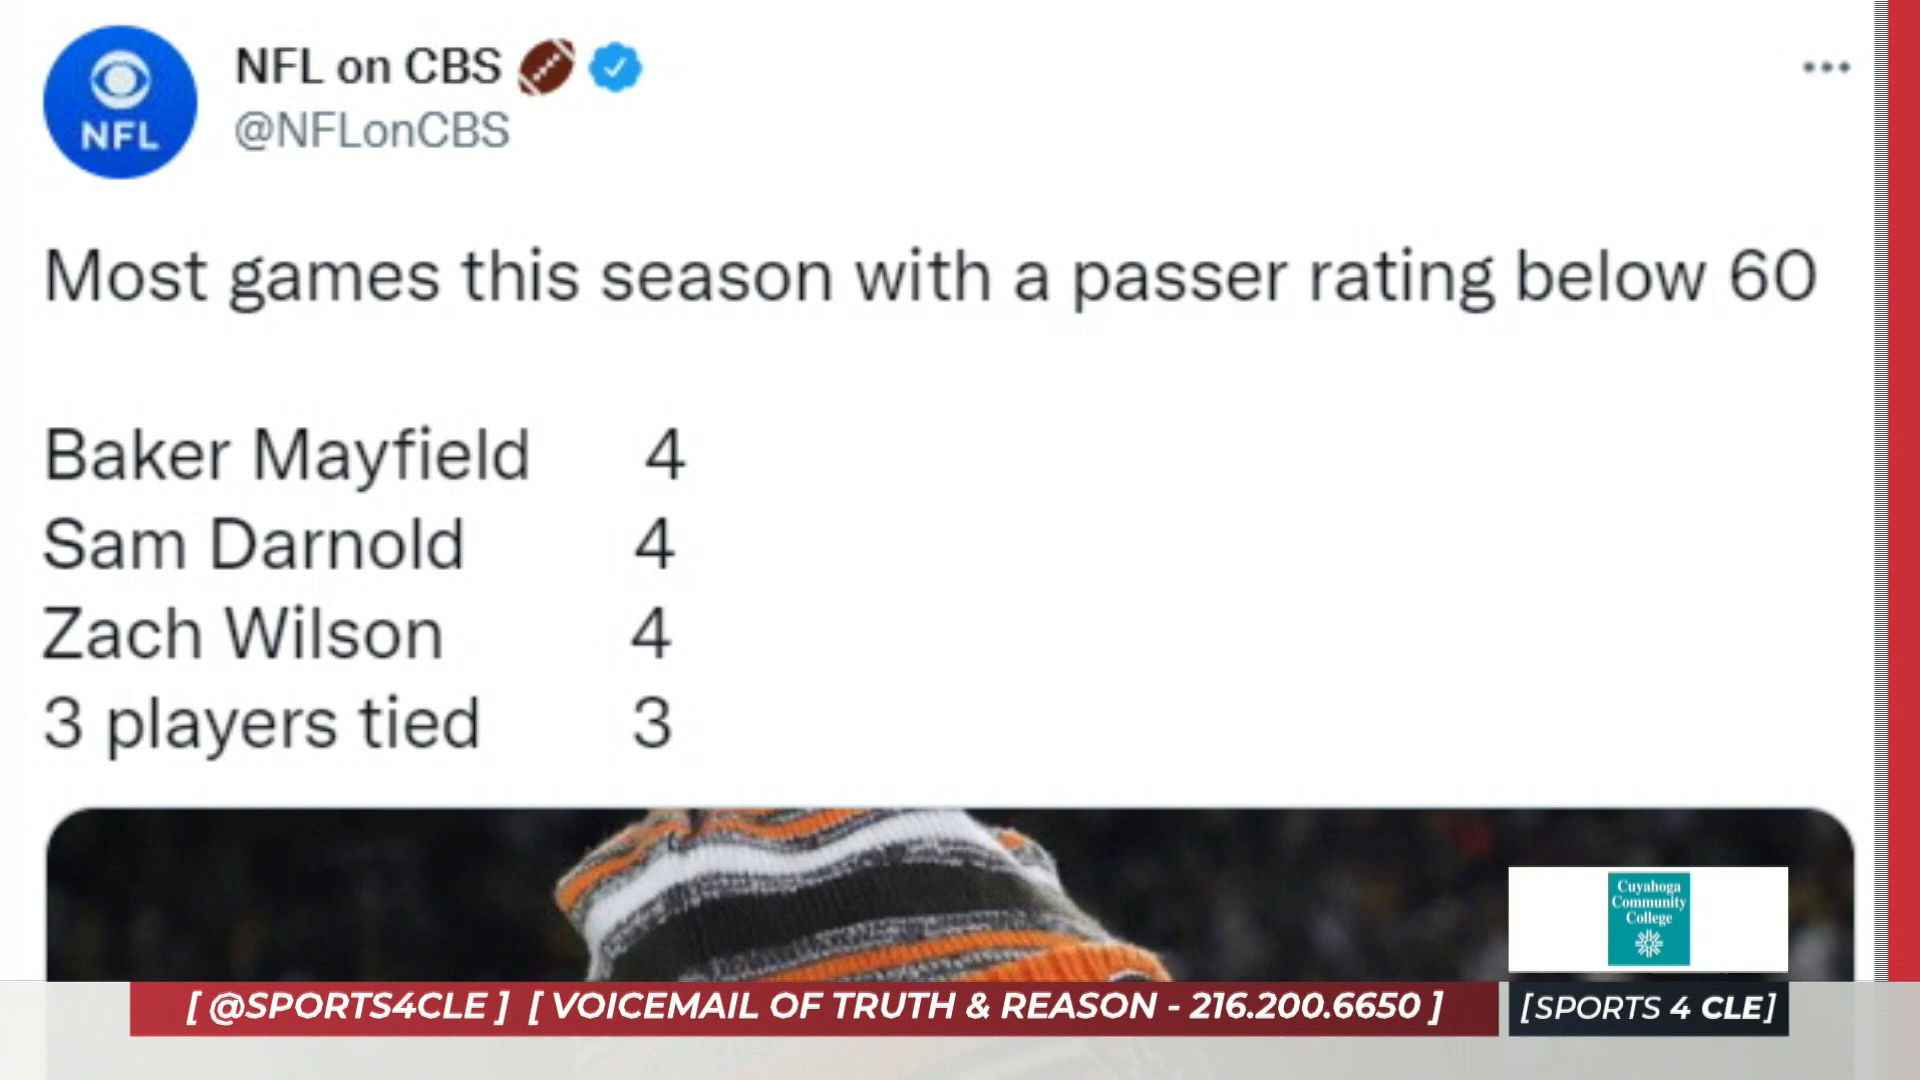 NFL on CBS
@NFLonCBS
NFL
Most games this season with a passer rating below 60
Baker Mayfield 4
Sam Darnold 4
Zach Wilson 4
3 players tied 3
Cuyahoga
Community
College
[ @SPORTS4CLE ] [ VOICEMAIL OF TRUTH & REASON - 216.200.6650 ]
[SPORTS 4 CLE]